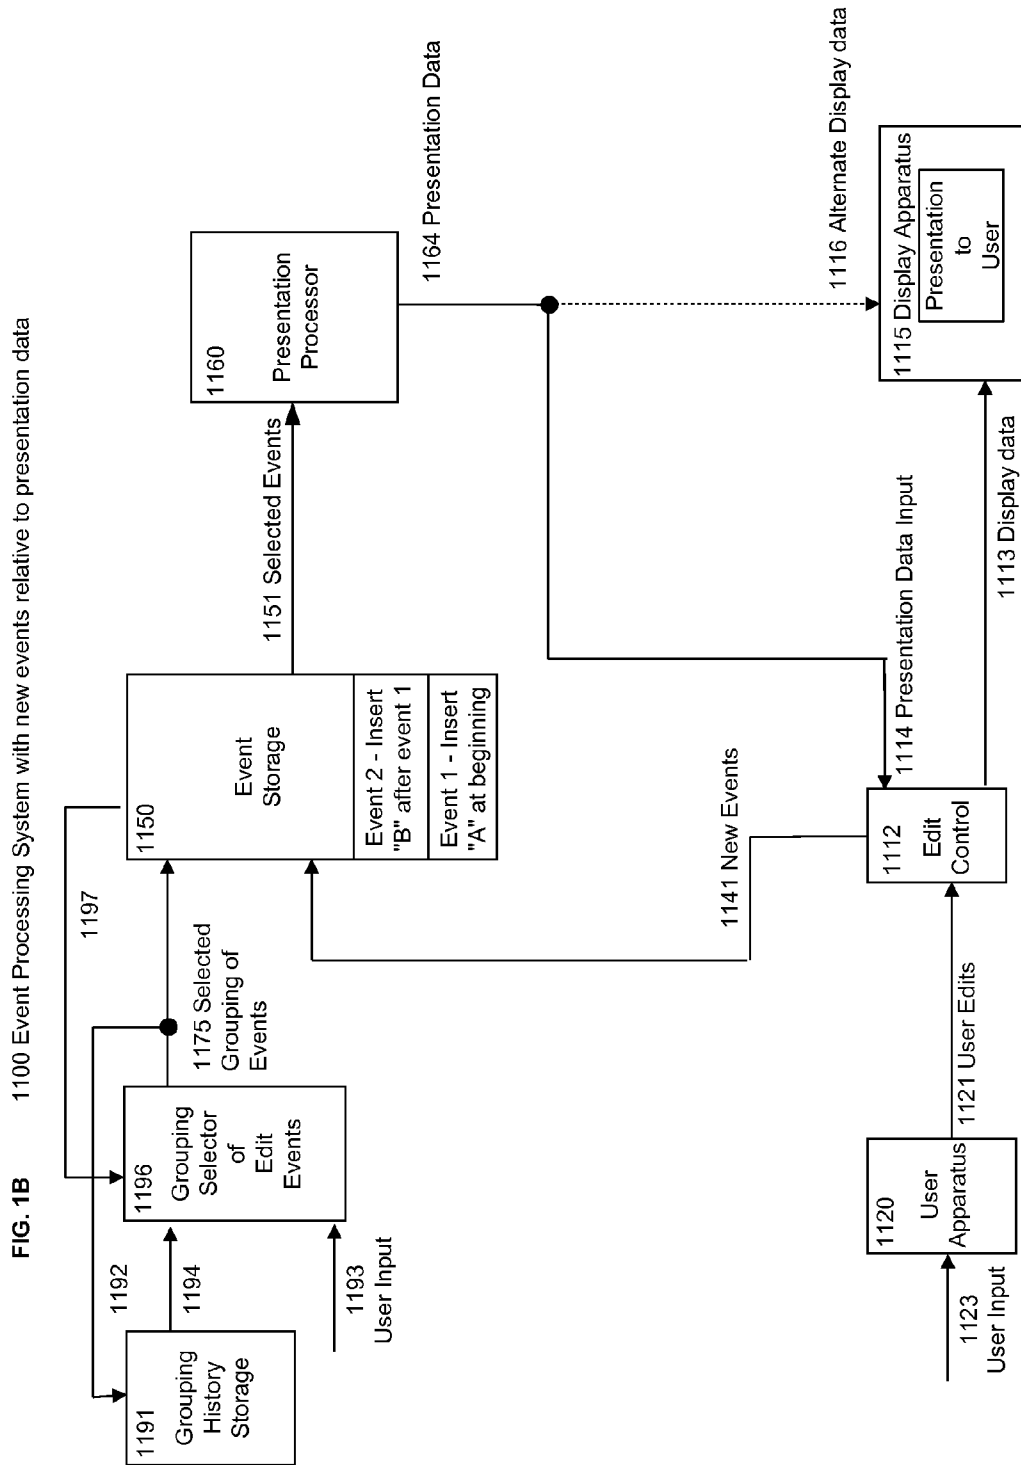 FIG. 1B 1100 Event Processing System with new events relative to presentation data
1197
1192
1194
1191
Grouping
History
Storage
1193
User Input
1196
Grouping
Selector
of
Edit
Events
1175 Selected
Grouping of
Events
1150
Event
Storage
Event 2 - Insert
"B" after event 1
Event 1 - Insert
"A" at beginning
1151 Selected Events
1160
Presentation
Processor
1164 Presentation Data
1123
User Input
1120
User
Apparatus
1121 User Edits
1141 New Events
1112
Edit
Control
1114 Presentation Data Input
1113 Display data
1116 Alternate Display data
1115 Display Apparatus
Presentation
to
User